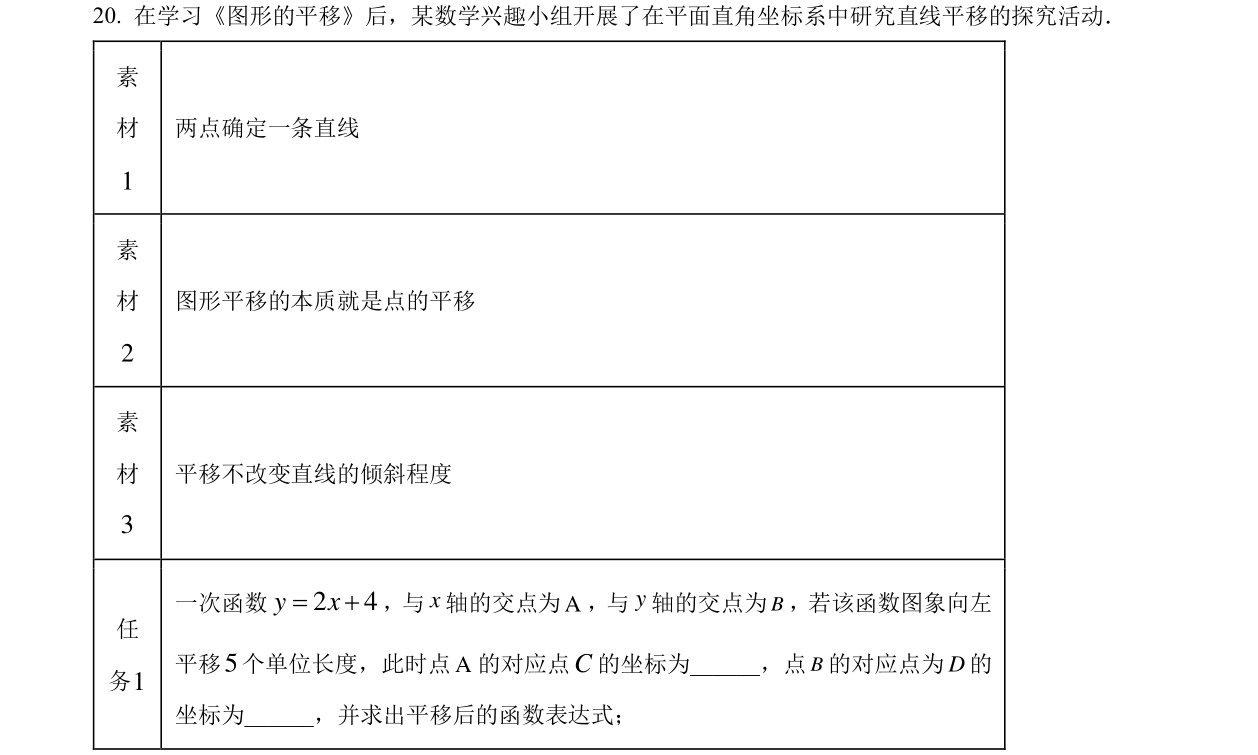 20. 在学习《图形的平移》后，某数学兴趣小组开展了在平面直角坐标系中研究直线平移的探究活动．
素
材
1
两点确定一条直线
素
材
2
图形平移的本质就是点的平移
素
材
3
平移不改变直线的倾斜程度
任
务1
一次函数 y = 2x + 4，与 x 轴的交点为 A，与 y 轴的交点为 B，若该函数图象向左
平移 5 个单位长度，此时点 A 的对应点 C 的坐标为______，点 B 的对应点为 D 的
坐标为______，并求出平移后的函数表达式；